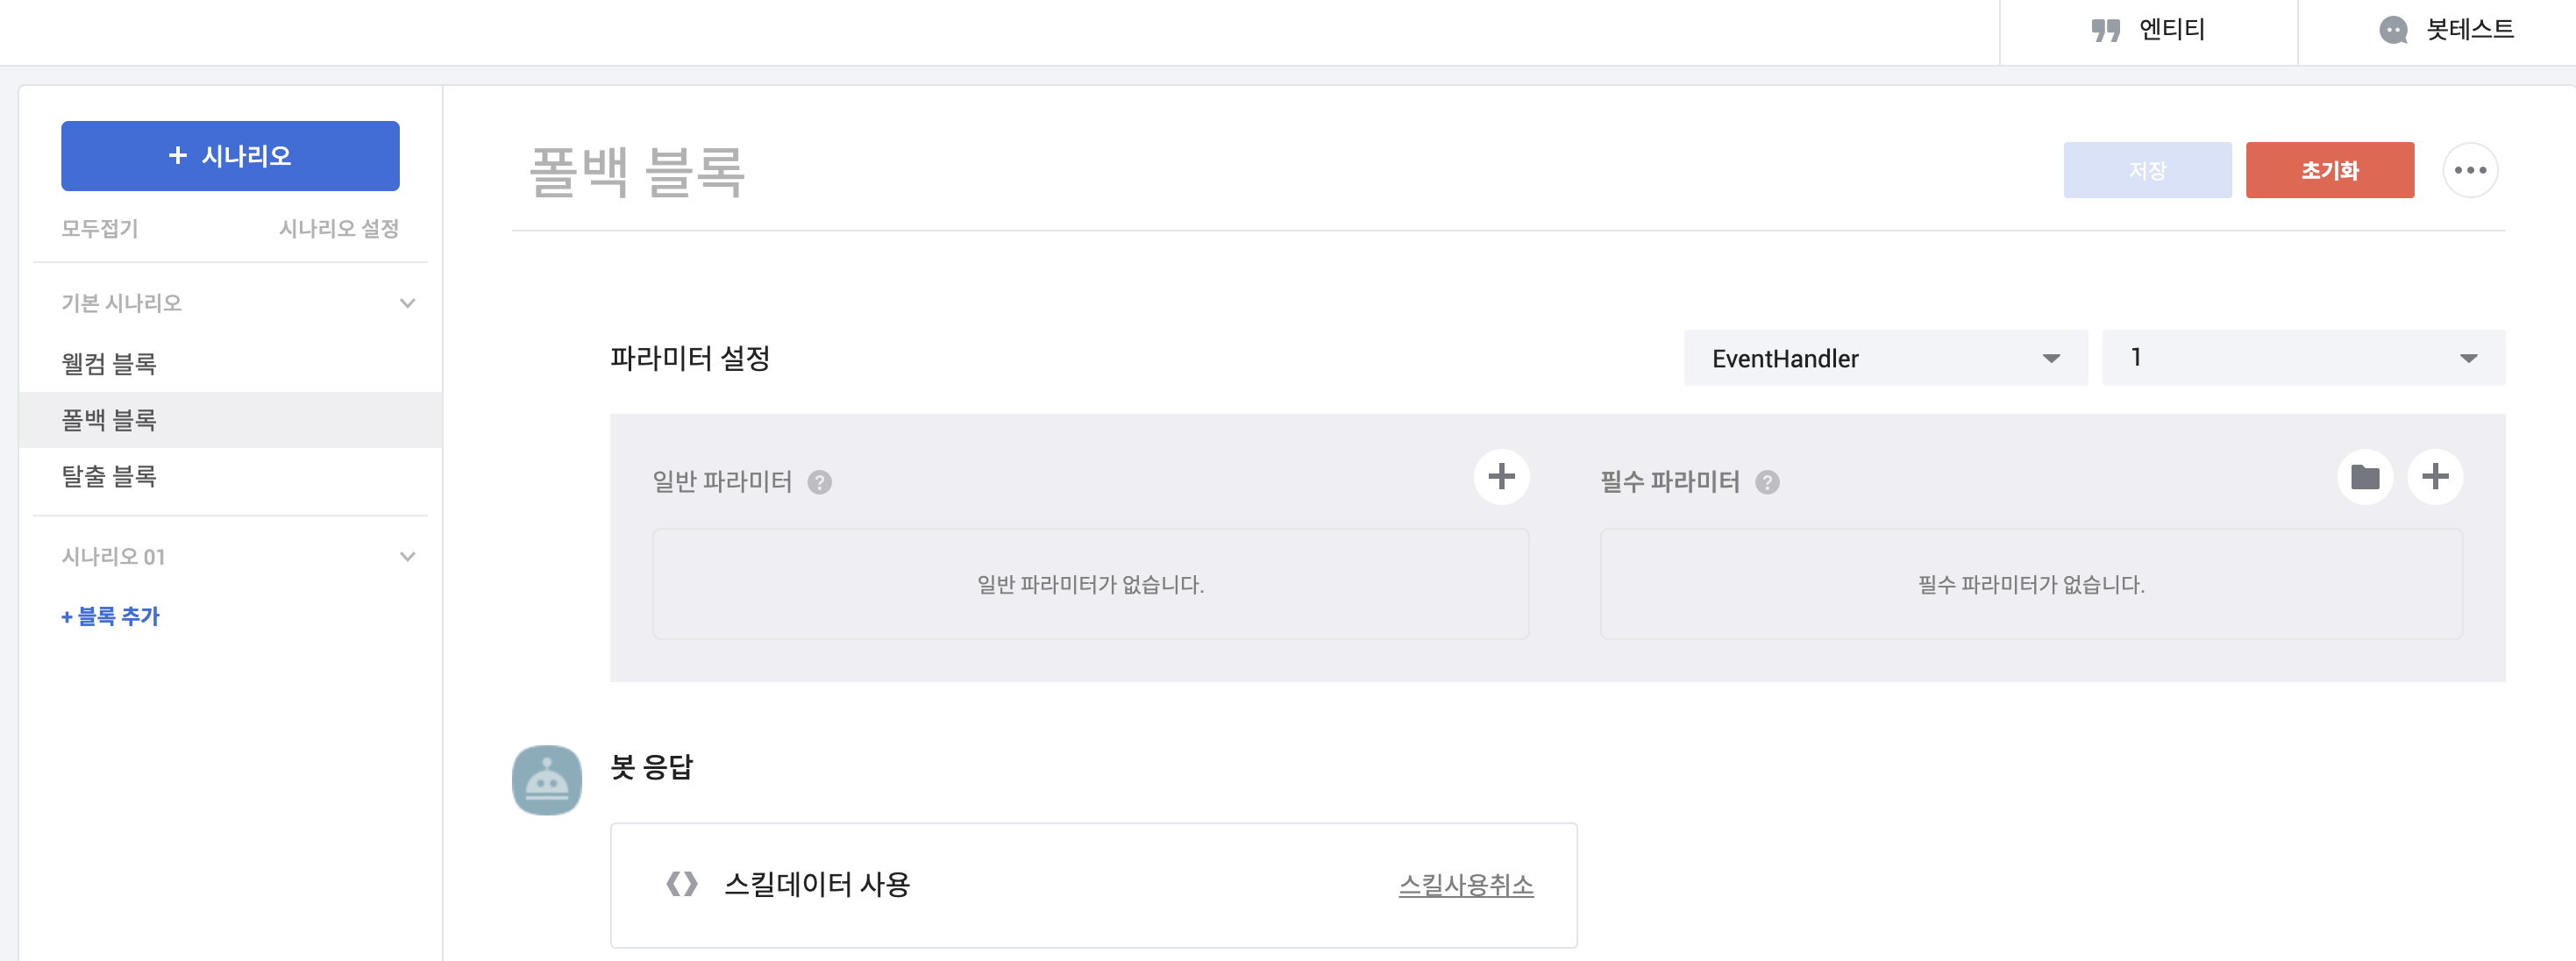 엔티티
봇테스트
+ 시나리오
모두접기
시나리오 설정
기본 시나리오
웰컴 블록
폴백 블록
탈출 블록
시나리오 01
+ 블록 추가
폴백 블록
저장
초기화
파라미터 설정
EventHandler
1
일반 파라미터 ?
필수 파라미터 ?
일반 파라미터가 없습니다.
필수 파라미터가 없습니다.
봇 응답
스킬데이터 사용
스킬사용취소